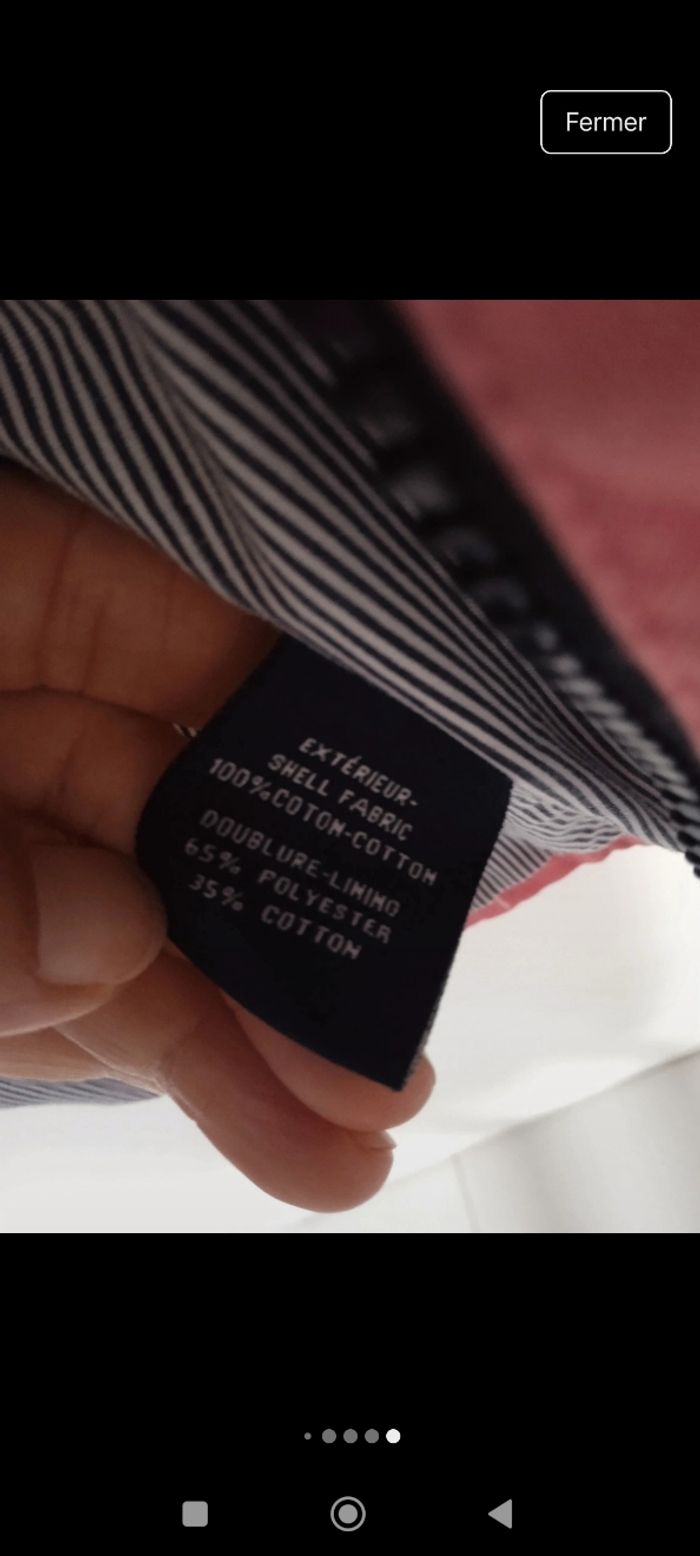 Fermer
EXTÉRIEUR-
SHELL FABRIC
100%COTON-COTTON
DOUBLURE-LINING
65% POLYESTER
35% COTTON